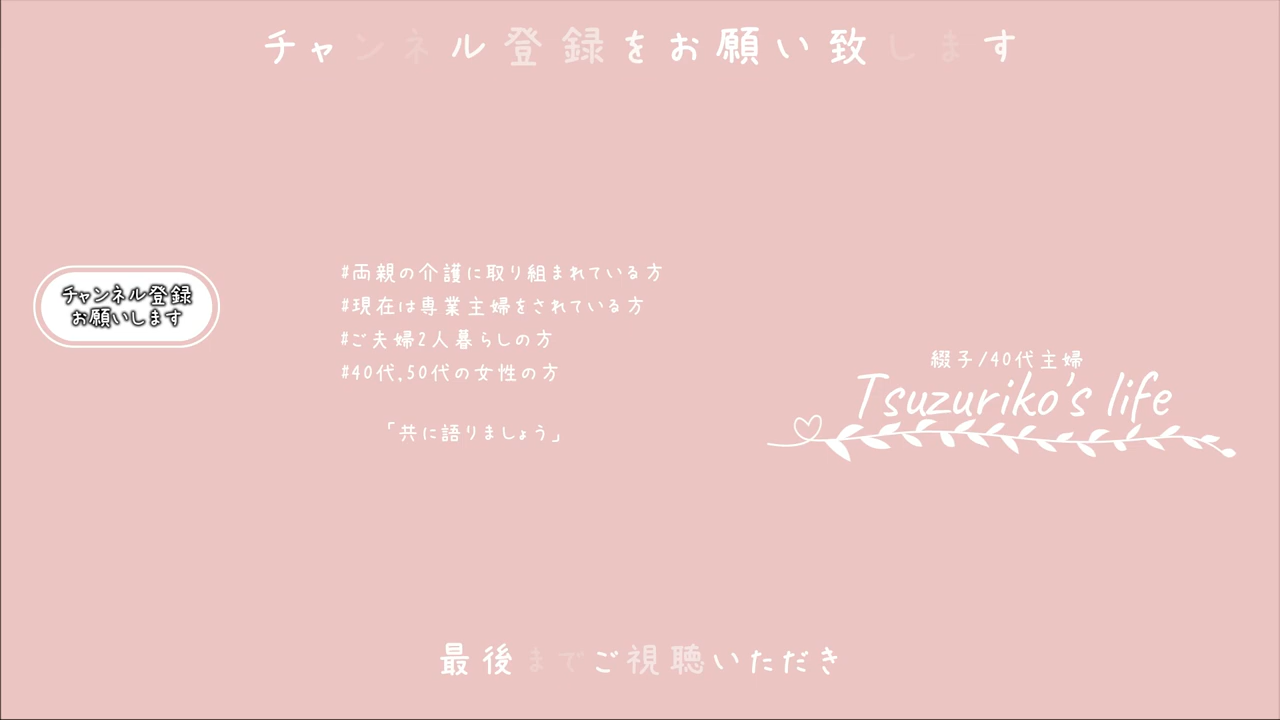 チャンネル登録をお願い致します
チャンネル登録
お願いします
#両親の介護に取り組まれている方
#現在は専業主婦をされている方
#ご夫婦2人暮らしの方
#40代,50代の女性の方
「共に語りましょう」
綴子/40代主婦
Tsuzuriko's life
最後までご視聴いただき